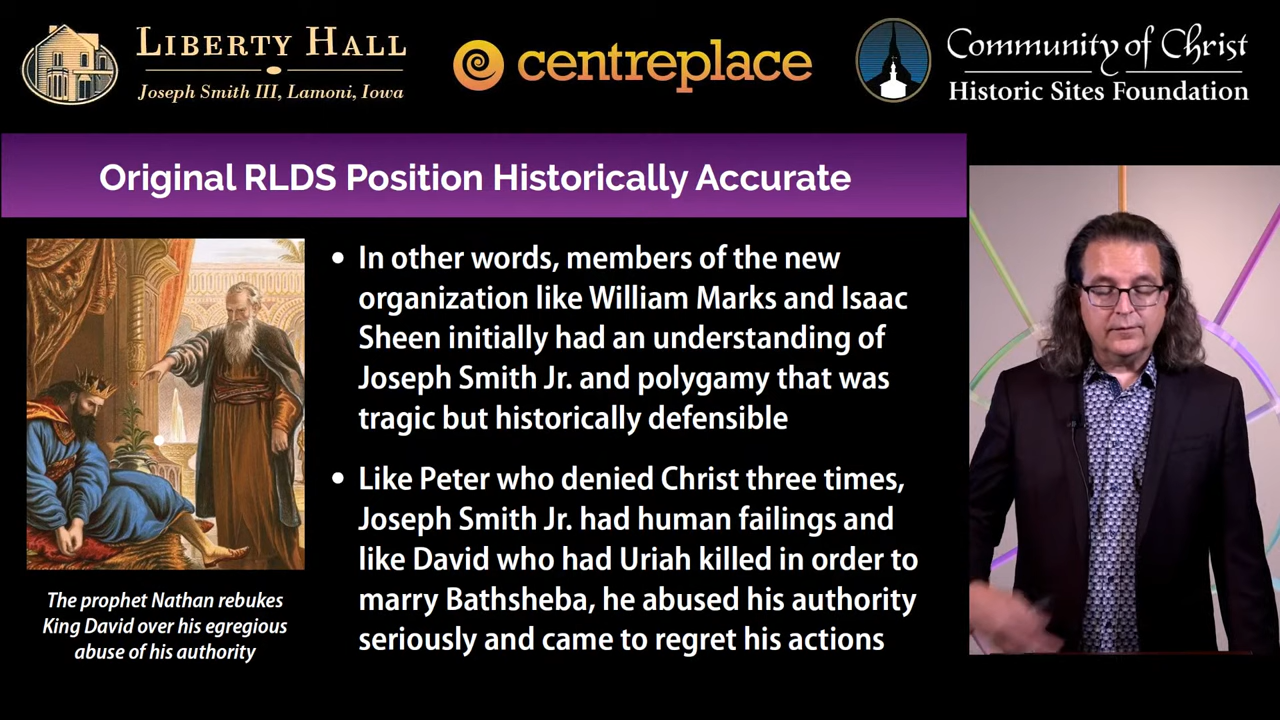 LIBERTY HALL
Joseph Smith III, Lamoni, Iowa
centreplace
Community of Christ
Historic Sites Foundation
Original RLDS Position Historically Accurate
• In other words, members of the new
organization like William Marks and Isaac
Sheen initially had an understanding of
Joseph Smith Jr. and polygamy that was
tragic but historically defensible
• Like Peter who denied Christ three times,
Joseph Smith Jr. had human failings and
like David who had Uriah killed in order to
marry Bathsheba, he abused his authority
seriously and came to regret his actions
The prophet Nathan rebukes
King David over his egregious
abuse of his authority